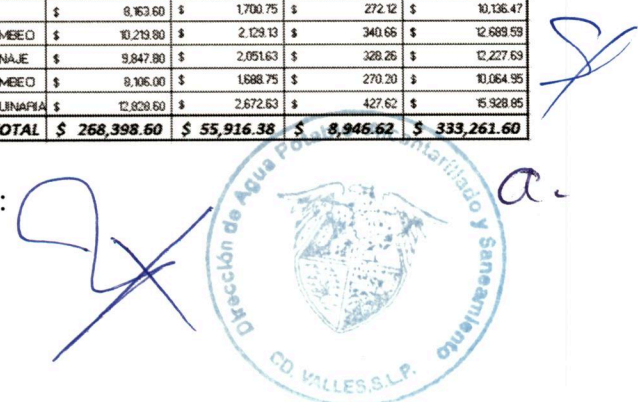 $ 8,163.60 $ 1,700.75 $ 272.12 $ 10,136.47
MBEO $ 10,219.80 $ 2,129.13 $ 340.66 $ 12,689.59
NAJE $ 9,847.80 $ 2,051.63 $ 328.26 $ 12,227.69
MBEO $ 8,106.00 $ 1,688.75 $ 270.20 $ 10,064.95
UINARIA $ 12,828.60 $ 2,672.63 $ 427.62 $ 15,928.85
OTAL $ 268,398.60 $ 55,916.38 $ 8,946.62 $ 333,261.60
:
a.
Dirección de Agua Potable Alcantarillado y Saneamiento
CD. VALLES,S.L.P.